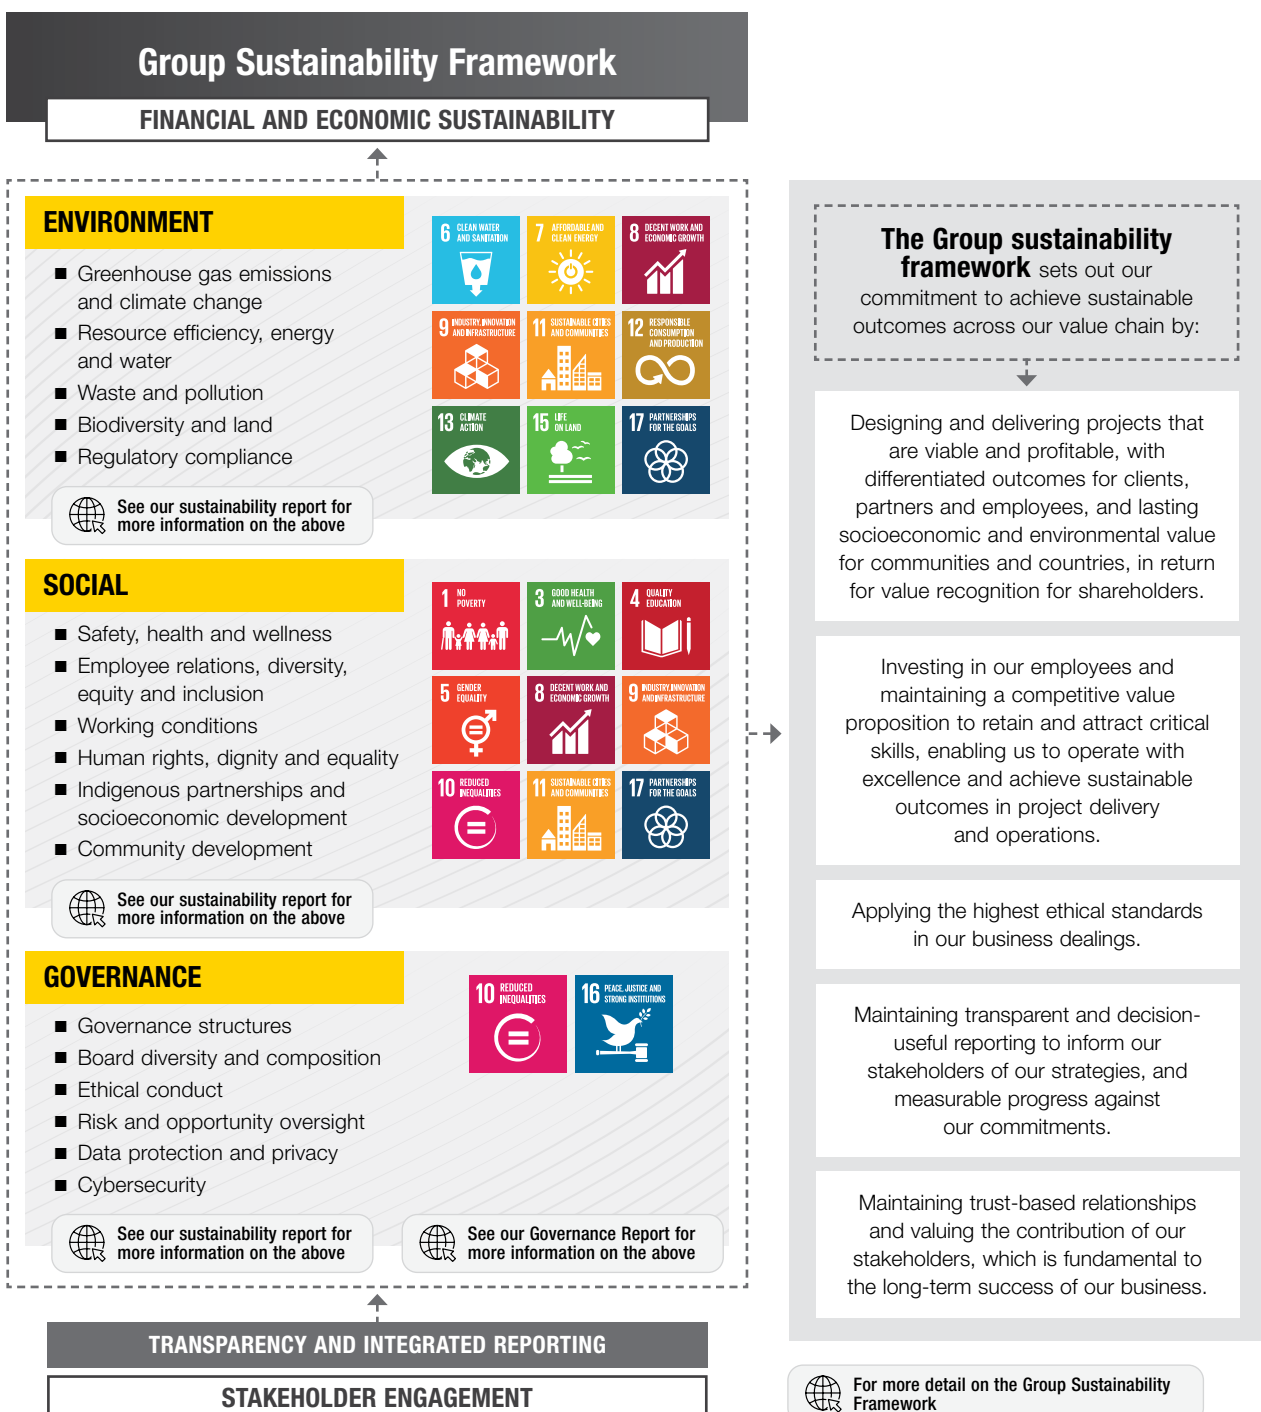 Group Sustainability Framework
FINANCIAL AND ECONOMIC SUSTAINABILITY
ENVIRONMENT
■ Greenhouse gas emissions
and climate change
■ Resource efficiency, energy
and water
■ Waste and pollution
■ Biodiversity and land
■ Regulatory compliance
See our sustainability report for
more information on the above
6 CLEAN WATER
AND SANITATION
7 AFFORDABLE AND
CLEAN ENERGY
8 DECENT WORK AND
ECONOMIC GROWTH
9 INDUSTRY, INNOVATION
AND INFRASTRUCTURE
11 SUSTAINABLE CITIES
AND COMMUNITIES
12 RESPONSIBLE
CONSUMPTION
AND PRODUCTION
13 CLIMATE
ACTION
15 LIFE
ON LAND
17 PARTNERSHIPS
FOR THE GOALS
SOCIAL
■ Safety, health and wellness
■ Employee relations, diversity,
equity and inclusion
■ Working conditions
■ Human rights, dignity and equality
■ Indigenous partnerships and
socioeconomic development
■ Community development
See our sustainability report for
more information on the above
1 NO
POVERTY
3 GOOD HEALTH
AND WELL-BEING
4 QUALITY
EDUCATION
5 GENDER
EQUALITY
8 DECENT WORK AND
ECONOMIC GROWTH
9 INDUSTRY, INNOVATION
AND INFRASTRUCTURE
10 REDUCED
INEQUALITIES
11 SUSTAINABLE CITIES
AND COMMUNITIES
17 PARTNERSHIPS
FOR THE GOALS
GOVERNANCE
■ Governance structures
■ Board diversity and composition
■ Ethical conduct
■ Risk and opportunity oversight
■ Data protection and privacy
■ Cybersecurity
10 REDUCED
INEQUALITIES
16 PEACE, JUSTICE AND
STRONG INSTITUTIONS
See our sustainability report for
more information on the above
See our Governance Report for
more information on the above
TRANSPARENCY AND INTEGRATED REPORTING
STAKEHOLDER ENGAGEMENT
The Group sustainability
framework sets out our
commitment to achieve sustainable
outcomes across our value chain by:
Designing and delivering projects that
are viable and profitable, with
differentiated outcomes for clients,
partners and employees, and lasting
socioeconomic and environmental value
for communities and countries, in return
for value recognition for shareholders.
Investing in our employees and
maintaining a competitive value
proposition to retain and attract critical
skills, enabling us to operate with
excellence and achieve sustainable
outcomes in project delivery
and operations.
Applying the highest ethical standards
in our business dealings.
Maintaining transparent and decision-
useful reporting to inform our
stakeholders of our strategies, and
measurable progress against
our commitments.
Maintaining trust-based relationships
and valuing the contribution of our
stakeholders, which is fundamental to
the long-term success of our business.
For more detail on the Group Sustainability
Framework